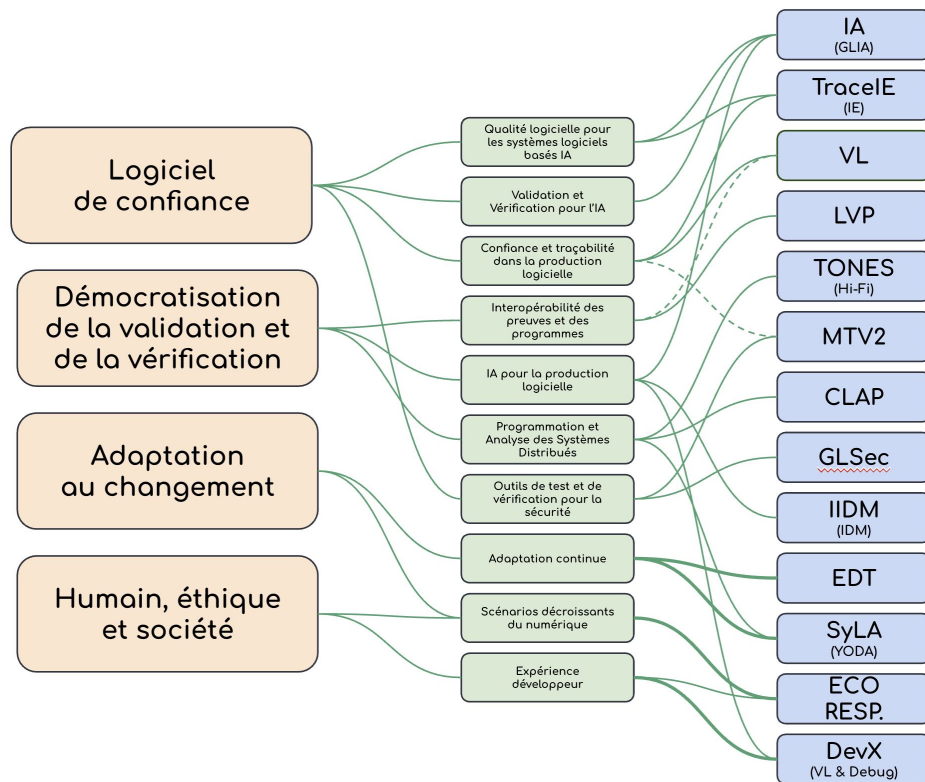 Logiciel
de confiance
Démocratisation
de la validation et
de la vérification
Adaptation
au changement
Humain, éthique
et société
Qualité logicielle pour
les systèmes logiciels
basés IA
Validation et
Vérification pour l'IA
Confiance et traçabilité
dans la production
logicielle
Interopérabilité des
preuves et des
programmes
IA pour la production
logicielle
Programmation et
Analyse des Systèmes
Distribués
Outils de test et de
vérification pour la
sécurité
Adaptation continue
Scénarios décroissants
du numérique
Expérience
développeur
IA
(GLIA)
TraceIE
(IE)
VL
LVP
TONES
(Hi-Fi)
MTV2
CLAP
GLSec
IIDM
(IDM)
EDT
SyLA
(YODA)
ECO
RESP.
DevX
(VL & Debug)